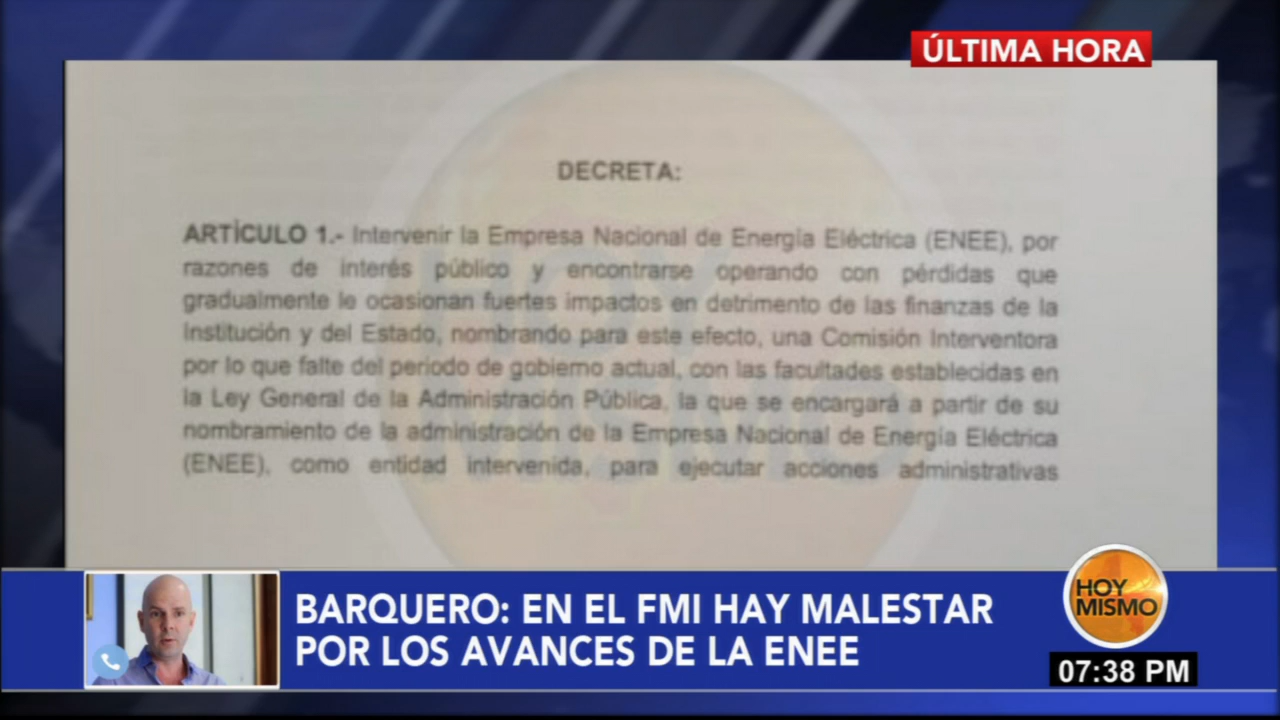 ÚLTIMA HORA
DECRETA:
ARTÍCULO 1.- Intervenir la Empresa Nacional de Energía Eléctrica (ENEE), por
razones de interés público y encontrarse operando con pérdidas que
gradualmente le ocasionan fuertes impactos en detrimento de las finanzas de la
Institución y del Estado, nombrando para este efecto, una Comisión Interventora
por lo que falte del periodo de gobierno actual, con las facultades establecidas en
la Ley General de la Administración Pública, la que se encargará a partir de su
nombramiento de la administración de la Empresa Nacional de Energía Eléctrica
(ENEE), como entidad intervenida, para ejecutar acciones administrativas
HOY
MISMO
BARQUERO: EN EL FMI HAY MALESTAR
POR LOS AVANCES DE LA ENEE
HOY
MISMO
07:38 PM